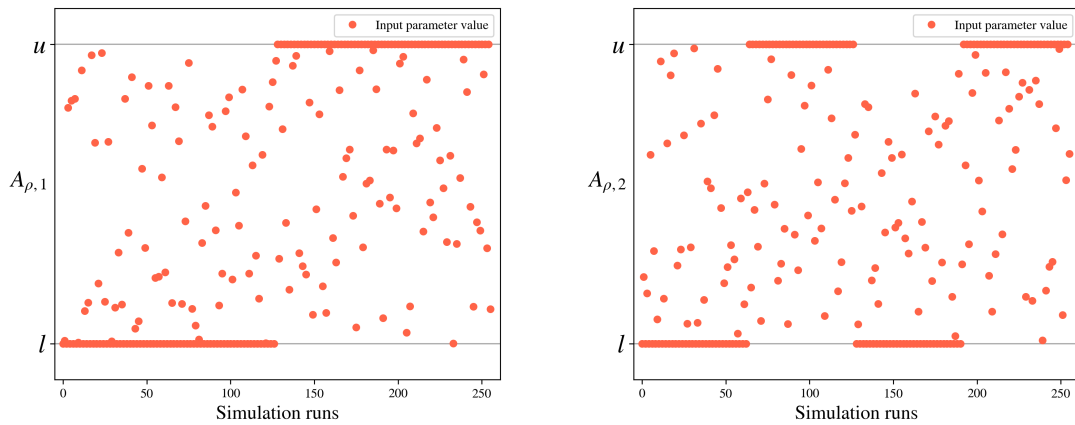 Input parameter value
u
A_{ρ,1}
l
0 50 100 150 200 250
Simulation runs
Input parameter value
u
A_{ρ,2}
l
0 50 100 150 200 250
Simulation runs